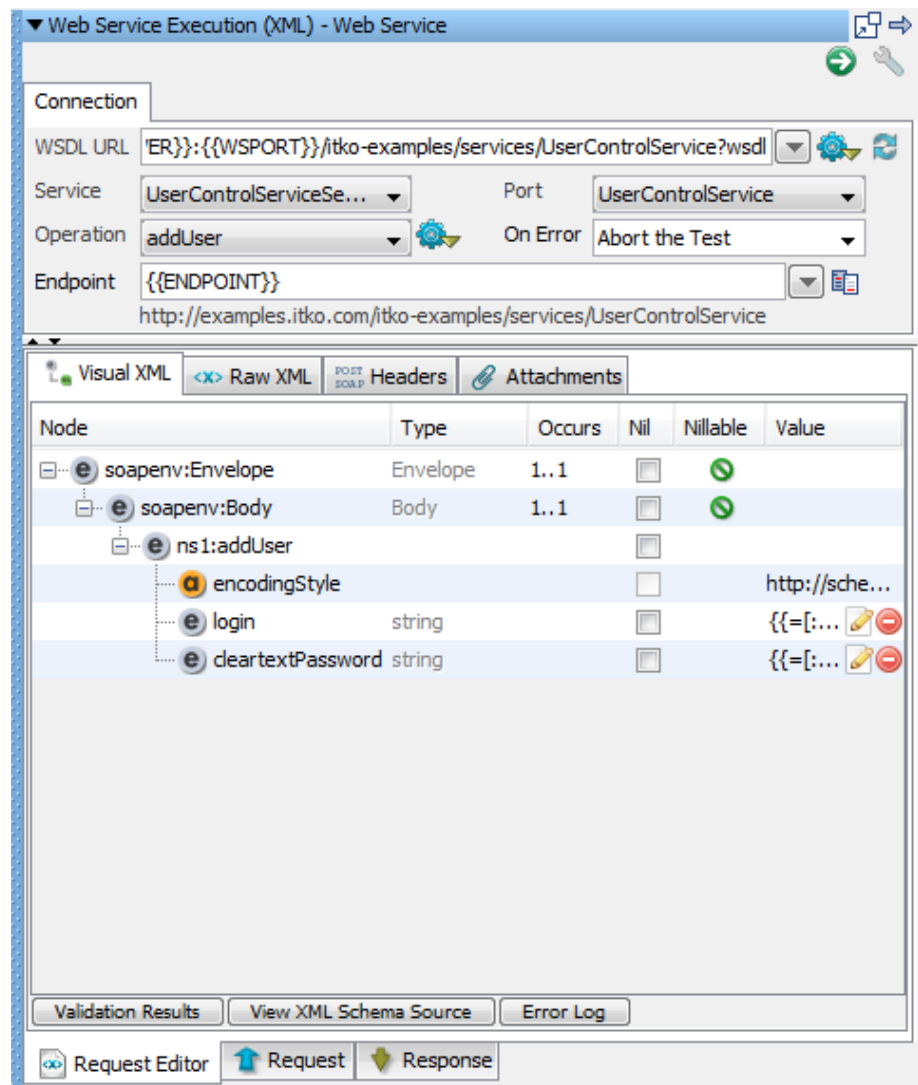 Web Service Execution (XML) - Web Service
Connection
WSDL URL 'ER}}:{{WSPORT}}/itko-examples/services/UserControlService?wsdl
Service UserControlServiceSe... Port UserControlService
Operation addUser On Error Abort the Test
Endpoint {{ENDPOINT}}
http://examples.itko.com/itko-examples/services/UserControlService
Visual XML <x> Raw XML POST SOAP Headers Attachments
Node Type Occurs Nil Nillable Value
e soapenv:Envelope Envelope 1..1
e soapenv:Body Body 1..1
e ns1:addUser
a encodingStyle http://sche...
e login string {{=[:...
e cleartextPassword string {{=[:...
Validation Results View XML Schema Source Error Log
Request Editor Request Response